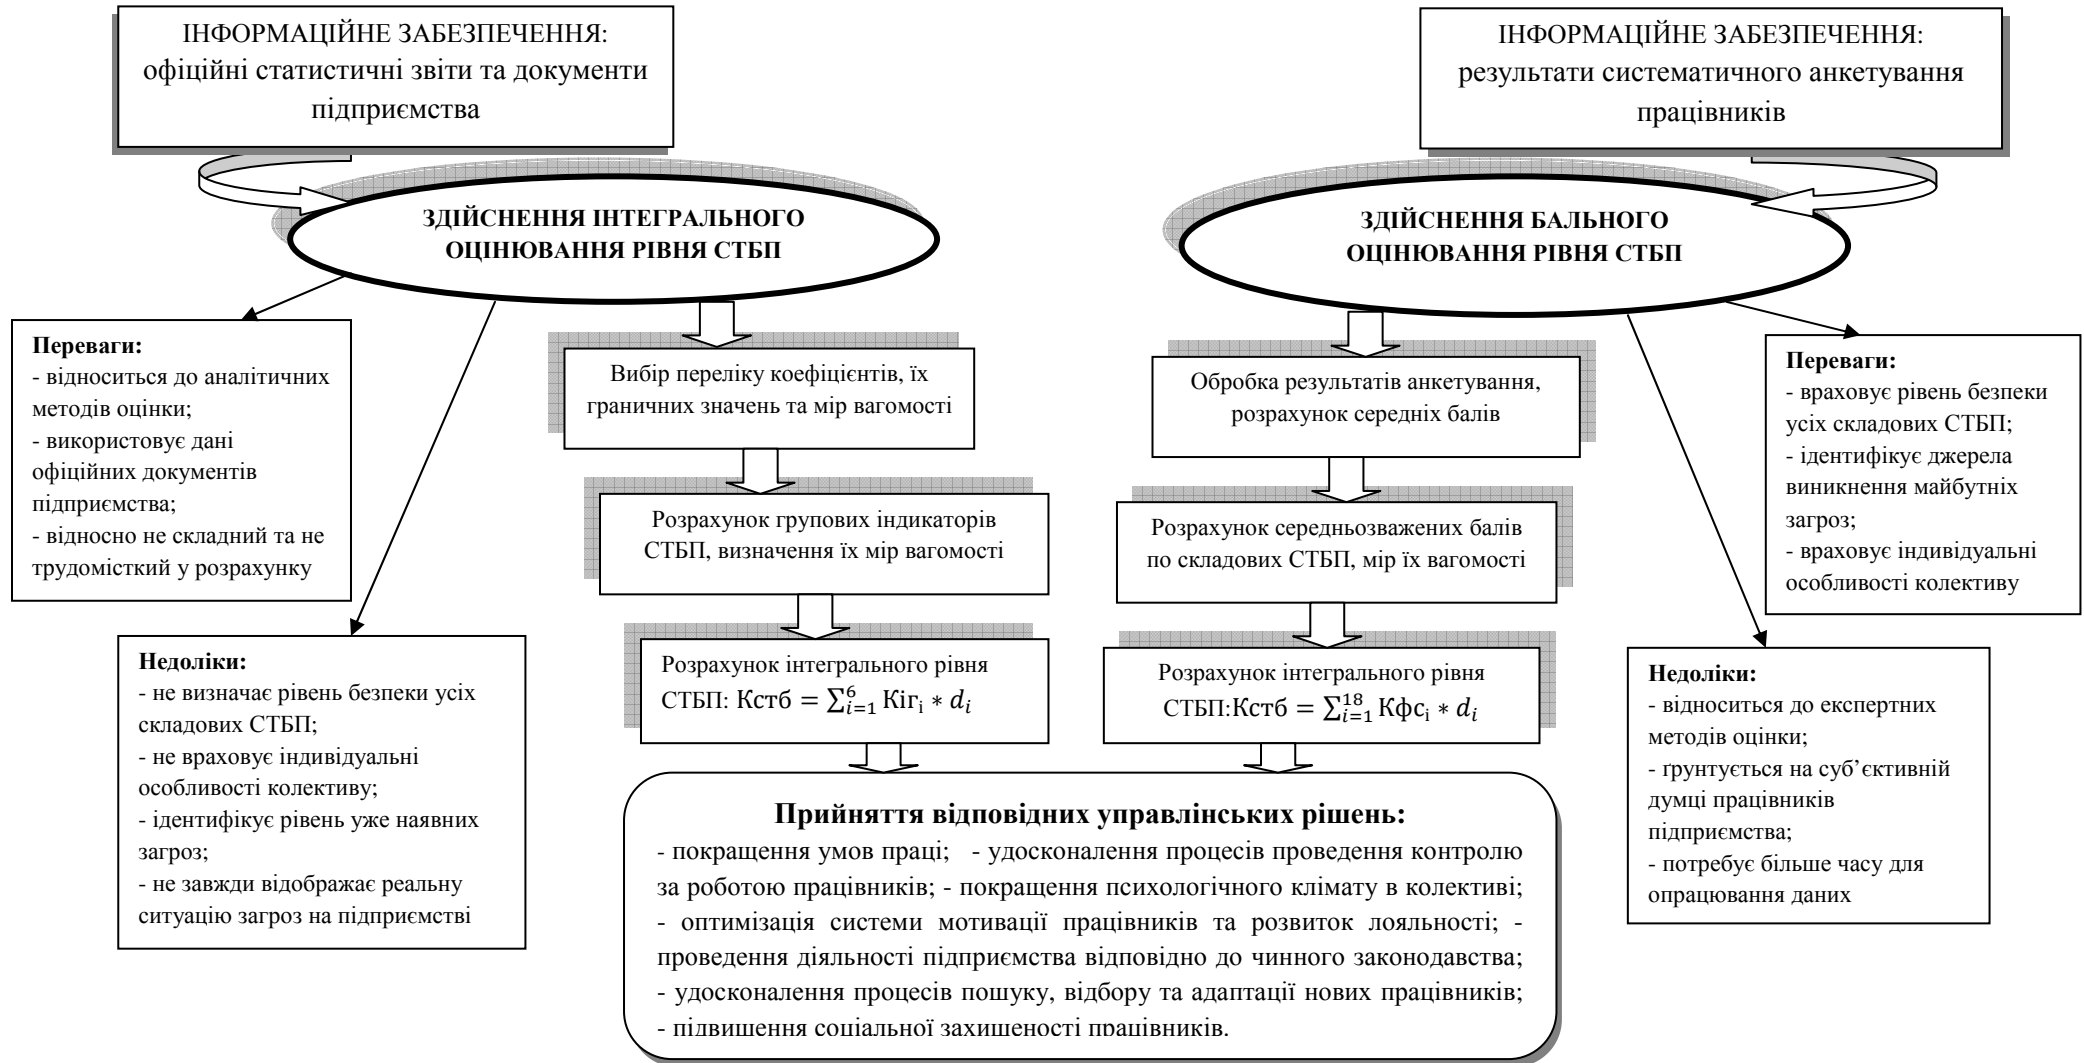 ІНФОРМАЦІЙНЕ ЗАБЕЗПЕЧЕННЯ:
офіційні статистичні звіти та документи
підприємства
ІНФОРМАЦІЙНЕ ЗАБЕЗПЕЧЕННЯ:
результати систематичного анкетування
працівників
ЗДІЙСНЕННЯ ІНТЕГРАЛЬНОГО
ОЦІНЮВАННЯ РІВНЯ СТБП
ЗДІЙСНЕННЯ БАЛЬНОГО
ОЦІНЮВАННЯ РІВНЯ СТБП
Переваги:
- відноситься до аналітичних
методів оцінки;
- використовує дані
офіційних документів
підприємства;
- відносно не складний та не
трудомісткий у розрахунку
Вибір переліку коефіцієнтів, їх
граничних значень та мір вагомості
Обробка результатів анкетування,
розрахунок середніх балів
Переваги:
- враховує рівень безпеки
усіх складових СТБП;
- ідентифікує джерела
виникнення майбутніх
загроз;
- враховує індивідуальні
особливості колективу
Розрахунок групових індикаторів
СТБП, визначення їх мір вагомості
Розрахунок середньозважених балів
по складових СТБП, мір їх вагомості
Недоліки:
- не визначає рівень безпеки усіх
складових СТБП;
- не враховує індивідуальні
особливості колективу;
- ідентифікує рівень уже наявних
загроз;
- не завжди відображає реальну
ситуацію загроз на підприємстві
Розрахунок інтегрального рівня
СТБП: Кстб = ∑_{i=1}^{6} Кіг_i * d_i
Розрахунок інтегрального рівня
СТБП:Кстб = ∑_{i=1}^{18} Кфс_i * d_i
Недоліки:
- відноситься до експертних
методів оцінки;
- ґрунтується на суб’єктивній
думці працівників
підприємства;
- потребує більше часу для
опрацювання даних
Прийняття відповідних управлінських рішень:
- покращення умов праці; - удосконалення процесів проведення контролю
за роботою працівників; - покращення психологічного клімату в колективі;
- оптимізація системи мотивації працівників та розвиток лояльності; -
проведення діяльності підприємства відповідно до чинного законодавства;
- удосконалення процесів пошуку, відбору та адаптації нових працівників;
- підвищення соціальної захищеності працівників.